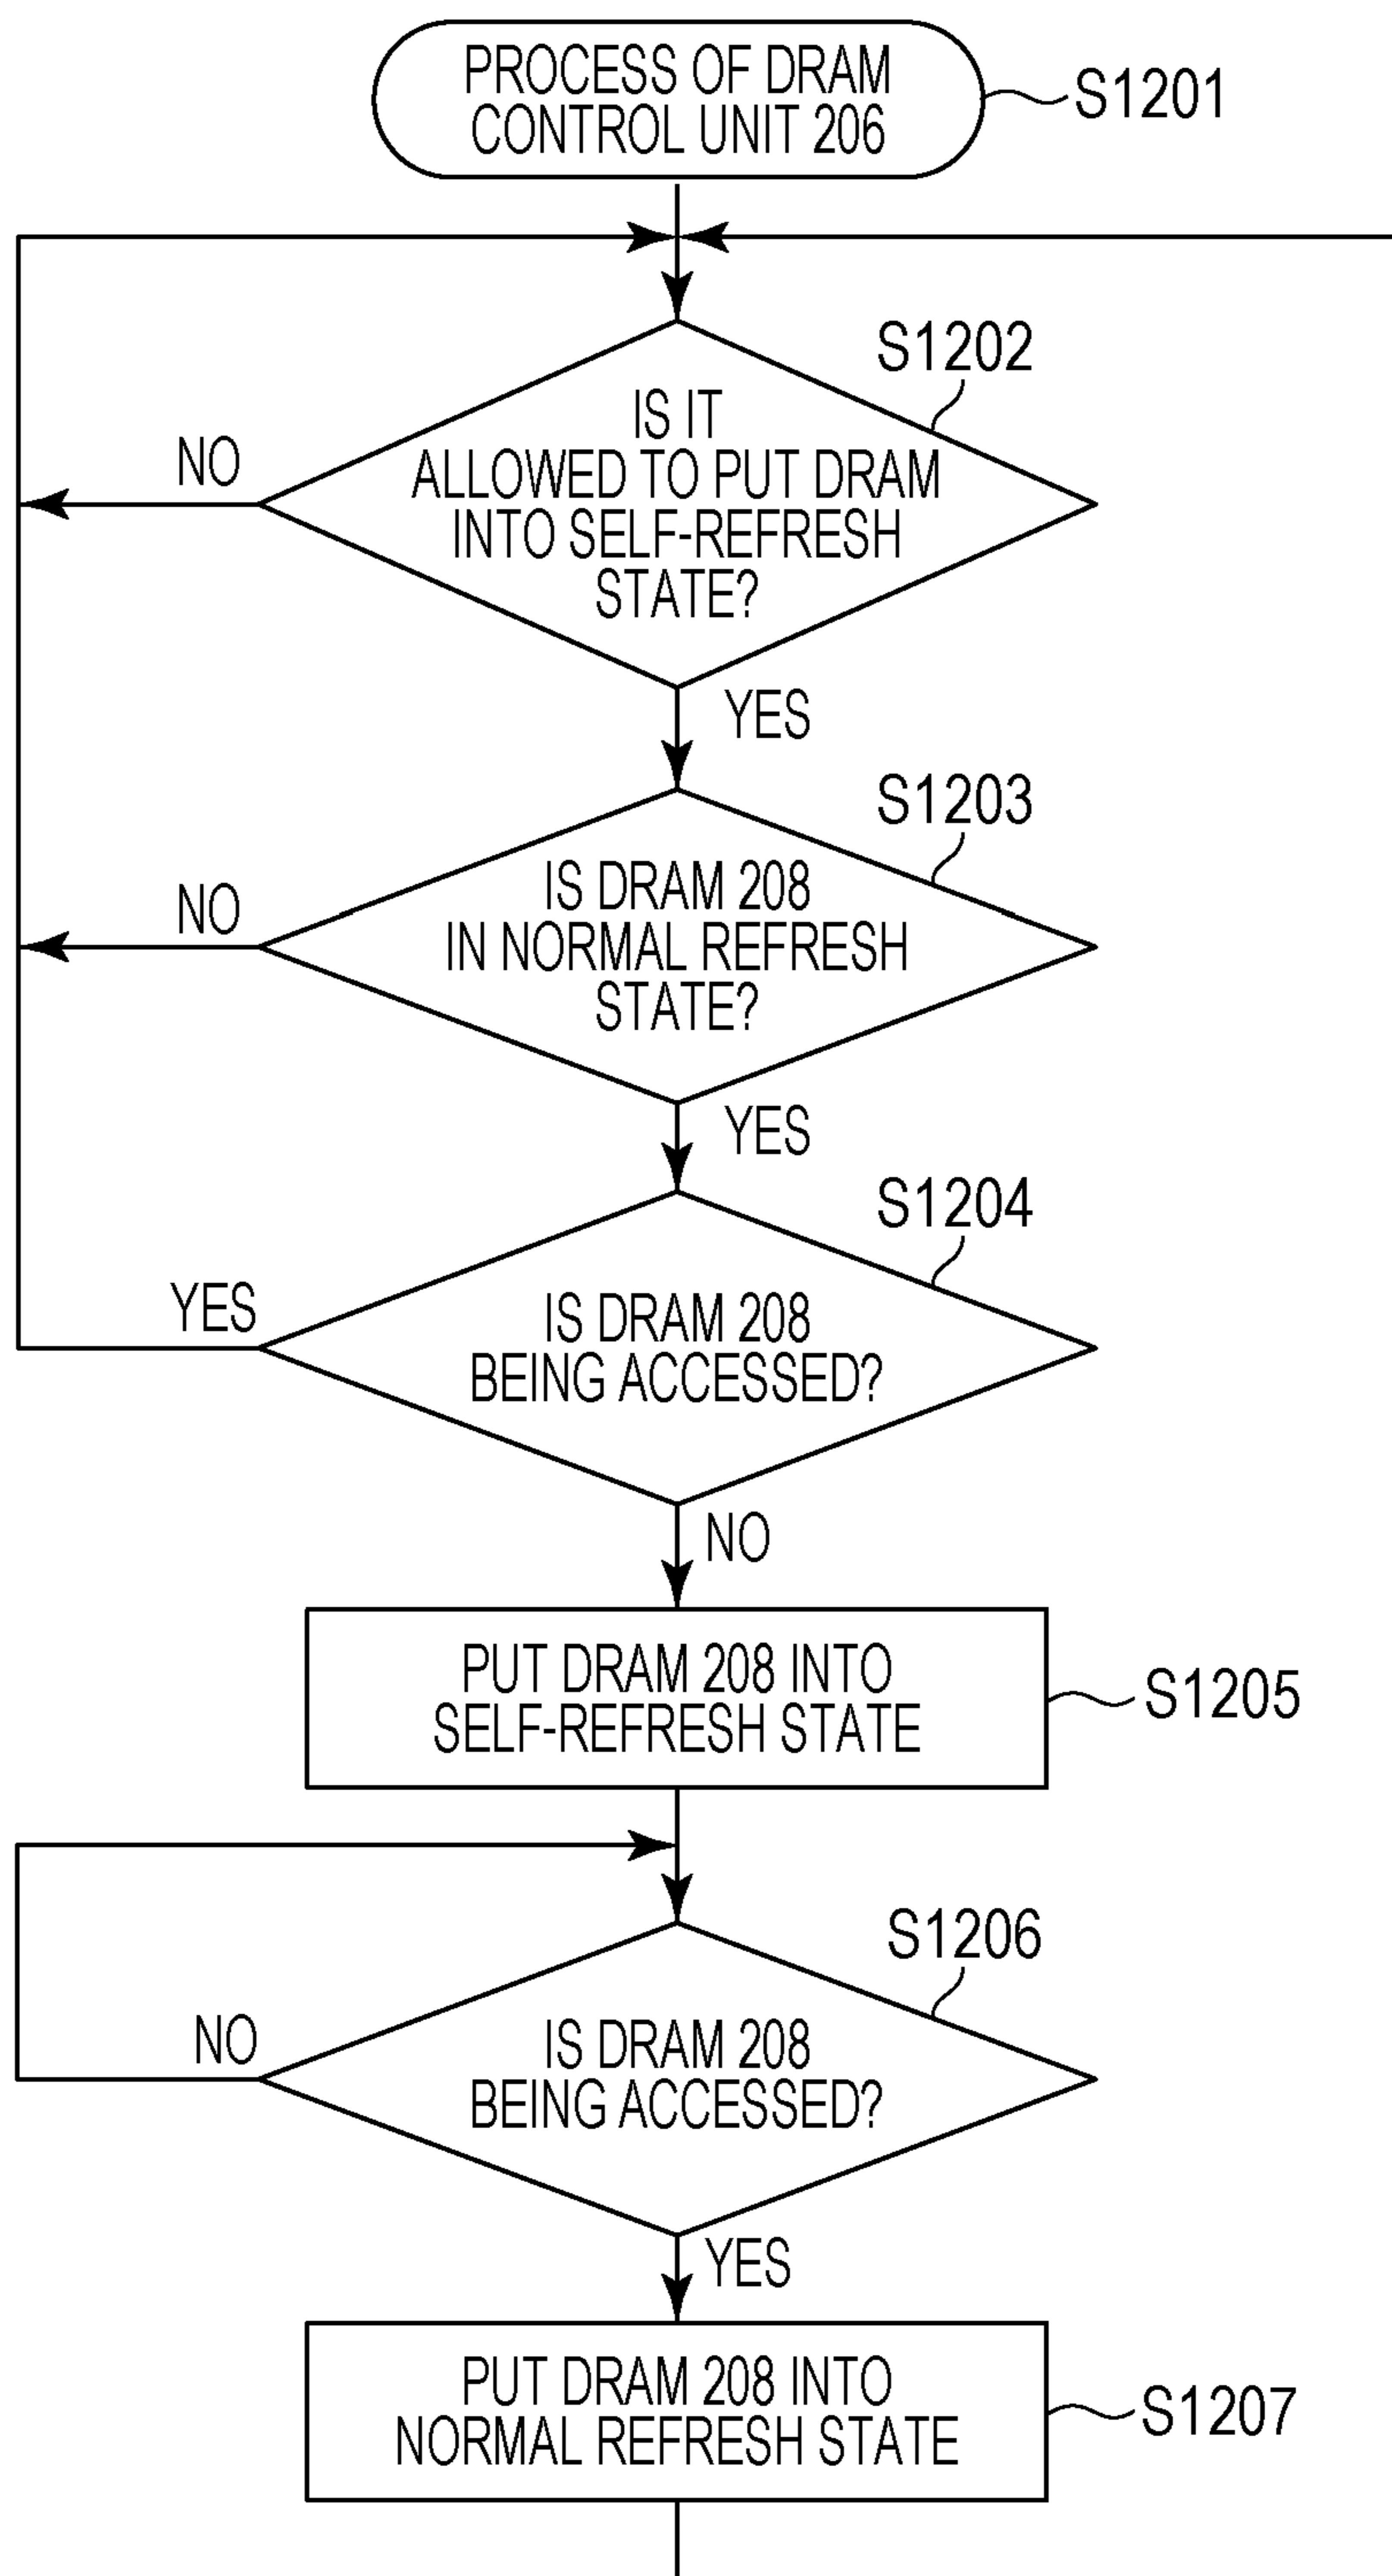 PROCESS OF DRAM
CONTROL UNIT 206
S1201
S1202
IS IT
ALLOWED TO PUT DRAM
INTO SELF-REFRESH
STATE?
NO
YES
S1203
IS DRAM 208
IN NORMAL REFRESH
STATE?
NO
YES
S1204
IS DRAM 208
BEING ACCESSED?
YES
NO
PUT DRAM 208 INTO
SELF-REFRESH STATE
S1205
S1206
IS DRAM 208
BEING ACCESSED?
NO
YES
PUT DRAM 208 INTO
NORMAL REFRESH STATE
S1207